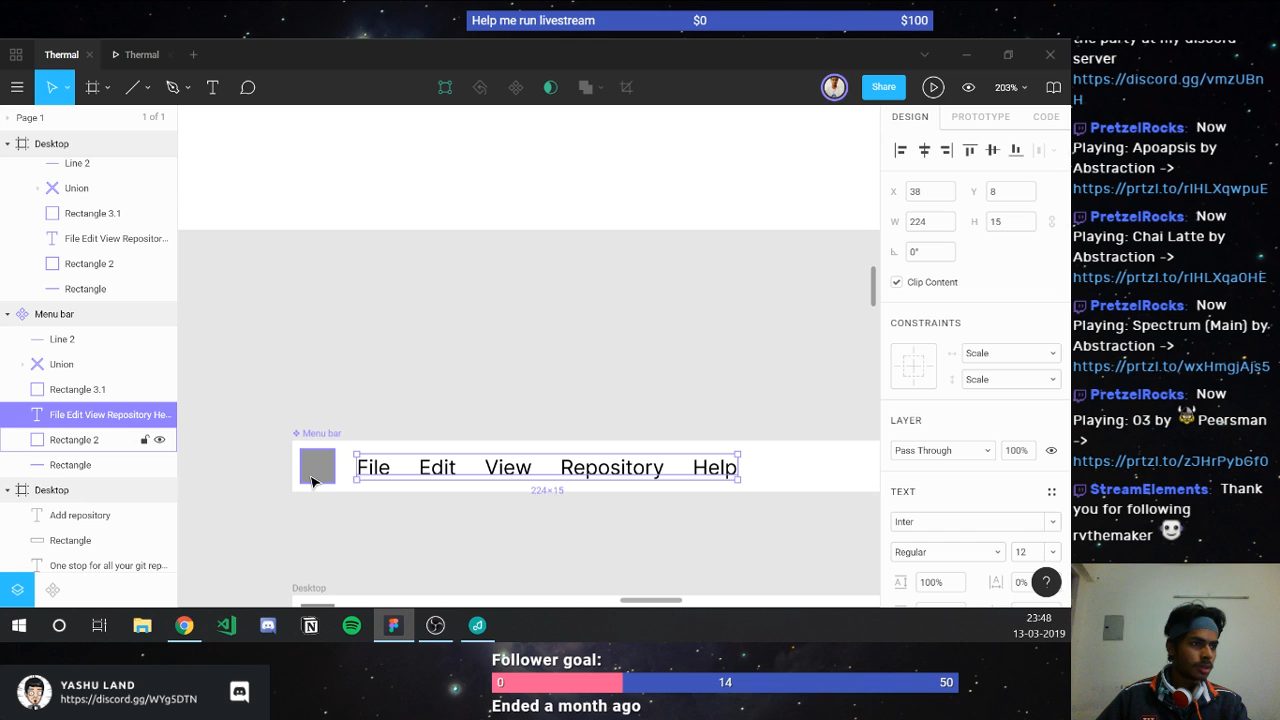 Help me run livestream $0 $100
Thermal
Thermal
Share
203%
Page 1
1 of 1
Desktop
Line 2
Union
Rectangle 3.1
File Edit View Repositor...
Rectangle 2
Rectangle
Menu bar
Line 2
Union
Rectangle 3.1
File Edit View Repository He...
Rectangle 2
Rectangle
Desktop
Add repository
Rectangle
One stop for all your git rep...
Menu bar
File Edit View Repository Help
224×15
Desktop
DESIGN PROTOTYPE CODE
X 38 Y 8
W 224 H 15
0°
Clip Content
CONSTRAINTS
Scale
Scale
LAYER
Pass Through 100%
TEXT
Inter
Regular 12
100% 0%
?
23:48
13-03-2019
the party at my discord
server
https://discord.gg/vmzUBn
H
PretzelRocks: Now
Playing: Apoapsis by
Abstraction ->
https://prtzl.to/rIHLXqwpuE
PretzelRocks: Now
Playing: Chai Latte by
Abstraction ->
https://prtzl.to/rIHLXqa0HE
PretzelRocks: Now
Playing: Spectrum (Main) by
Abstraction ->
https://prtzl.to/wxHmgjAjs5
PretzelRocks: Now
Playing: 03 by Peersman
->
https://prtzl.to/zJHrPybGf0
StreamElements: Thank
you for following
rvthemaker
YASHU LAND
https://discord.gg/WYg5DTN
Follower goal:
0 14 50
Ended a month ago